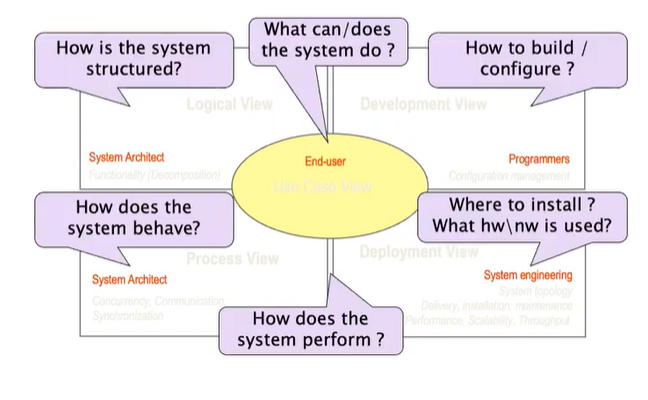 What can/does
the system do ?
How is the system
structured?
How to build /
configure ?
Logical View
Development View
System Architect
Functionality (Decomposition)
End-user
Use Case View
Programmers
Configuration management
How does the
system behave?
Where to install ?
What hw\nw is used?
Process View
Deployment View
System Architect
Concurrency, Communication
Synchronization
System engineering
System topology
Delivery, installation, maintenance
Performance, Scalability, Throughput
How does the
system perform ?